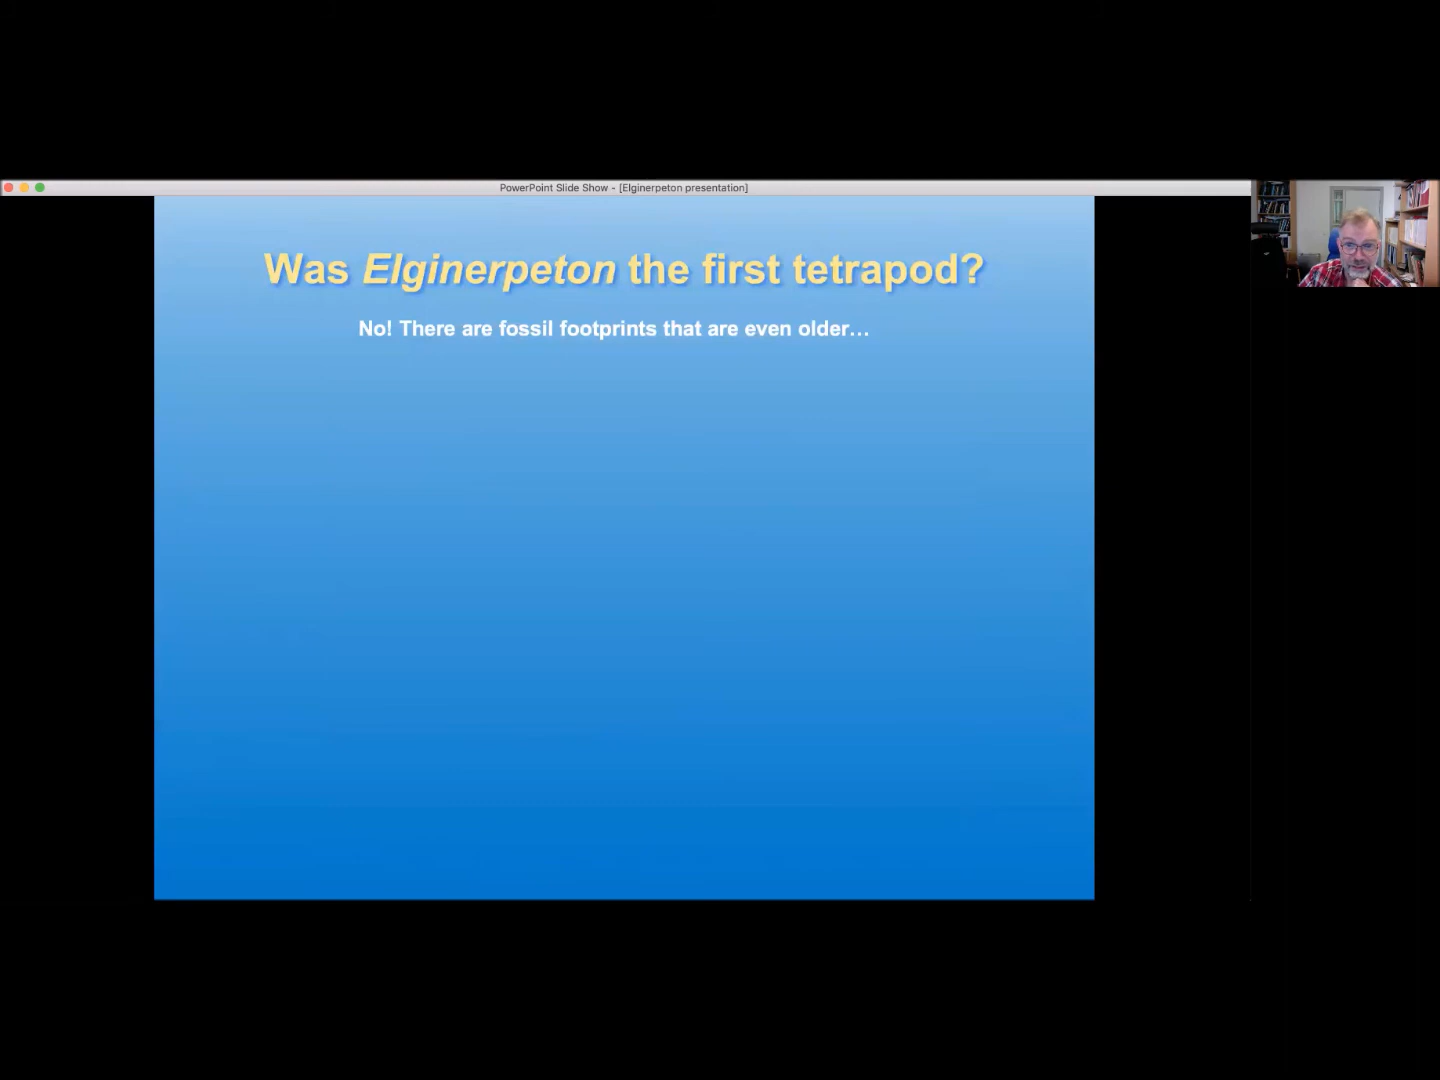 PowerPoint Slide Show - [Elginerpeton presentation]
Was Elginerpeton the first tetrapod?
No! There are fossil footprints that are even older…